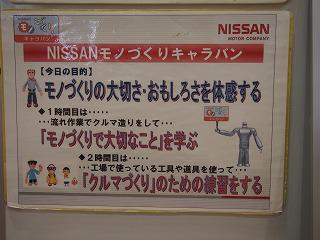 モノづくり
キャラバン
NISSAN
MOTOR COMPANY
NISSANモノづくりキャラバン
【今日の目的】
モノづくりの大切さ・おもしろさを体感する
◆1時間目は・・・・・
・・・流れ作業でクルマ造りをして・・・
「モノづくりで大切なこと」を学ぶ
◆2時間目は・・・・・
・・・工場で使っている工具や道具を使って・・・
「クルマづくり」のための練習をする